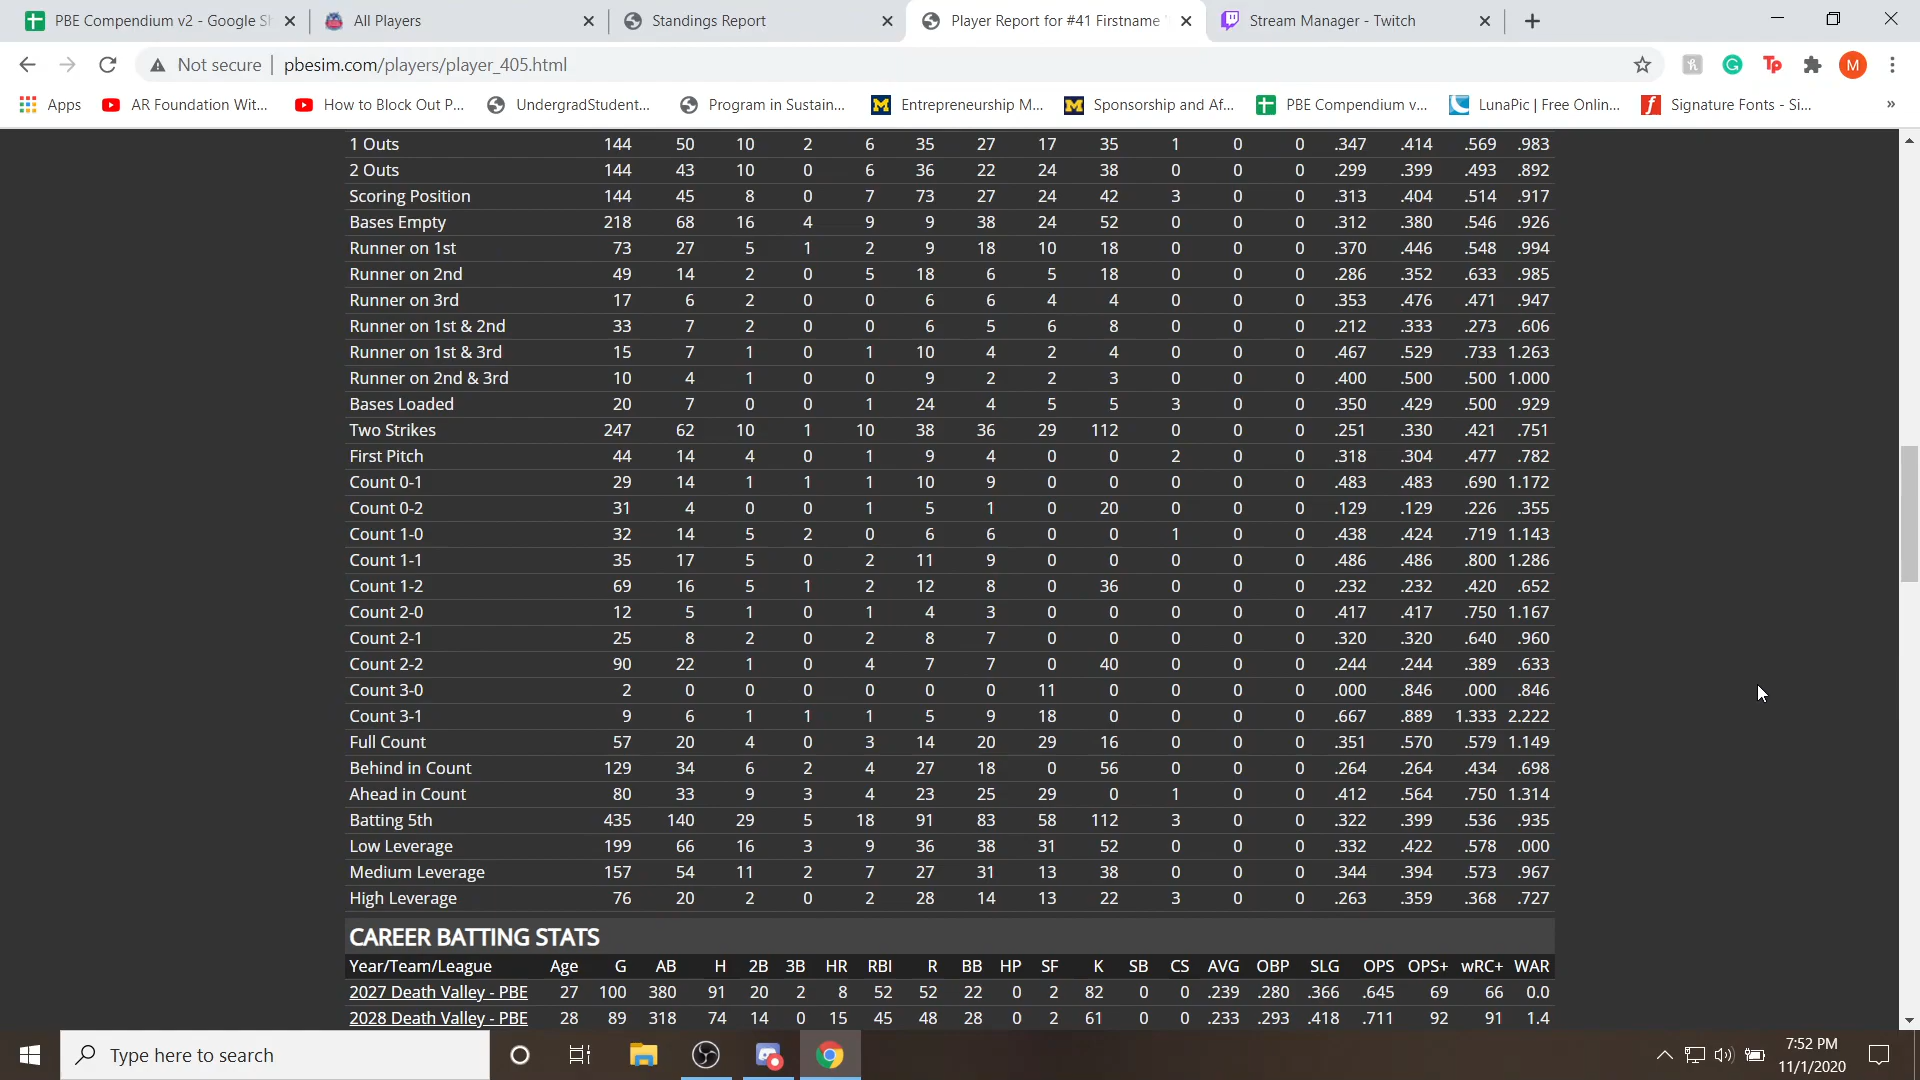 PBE Compendium v2 - Google Sh
All Players
Standings Report
Player Report for #41 Firstname
Stream Manager - Twitch
Not secure | pbesim.com/players/player_405.html
Apps AR Foundation Wit... How to Block Out P... UndergradStudent... Program in Sustain... Entrepreneurship M... Sponsorship and Af... PBE Compendium v... LunaPic | Free Onlin... Signature Fonts - Si... »
1 Outs 144 50 10 2 6 35 27 17 35 1 0 0 .347 .414 .569 .983
2 Outs 144 43 10 0 6 36 22 24 38 0 0 0 .299 .399 .493 .892
Scoring Position 144 45 8 0 7 73 27 24 42 3 0 0 .313 .404 .514 .917
Bases Empty 218 68 16 4 9 9 38 24 52 0 0 0 .312 .380 .546 .926
Runner on 1st 73 27 5 1 2 9 18 10 18 0 0 0 .370 .446 .548 .994
Runner on 2nd 49 14 2 0 5 18 6 5 18 0 0 0 .286 .352 .633 .985
Runner on 3rd 17 6 2 0 0 6 6 4 4 0 0 0 .353 .476 .471 .947
Runner on 1st & 2nd 33 7 2 0 0 6 5 6 8 0 0 0 .212 .333 .273 .606
Runner on 1st & 3rd 15 7 1 0 1 10 4 2 4 0 0 0 .467 .529 .733 1.263
Runner on 2nd & 3rd 10 4 1 0 0 9 2 2 3 0 0 0 .400 .500 .500 1.000
Bases Loaded 20 7 0 0 1 24 4 5 5 3 0 0 .350 .429 .500 .929
Two Strikes 247 62 10 1 10 38 36 29 112 0 0 0 .251 .330 .421 .751
First Pitch 44 14 4 0 1 9 4 0 0 2 0 0 .318 .304 .477 .782
Count 0-1 29 14 1 1 1 10 9 0 0 0 0 0 .483 .483 .690 1.172
Count 0-2 31 4 0 0 1 5 1 0 20 0 0 0 .129 .129 .226 .355
Count 1-0 32 14 5 2 0 6 6 0 0 1 0 0 .438 .424 .719 1.143
Count 1-1 35 17 5 0 2 11 9 0 0 0 0 0 .486 .486 .800 1.286
Count 1-2 69 16 5 1 2 12 8 0 36 0 0 0 .232 .232 .420 .652
Count 2-0 12 5 1 0 1 4 3 0 0 0 0 0 .417 .417 .750 1.167
Count 2-1 25 8 2 0 2 8 7 0 0 0 0 0 .320 .320 .640 .960
Count 2-2 90 22 1 0 4 7 7 0 40 0 0 0 .244 .244 .389 .633
Count 3-0 2 0 0 0 0 0 0 11 0 0 0 0 .000 .846 .000 .846
Count 3-1 9 6 1 1 1 5 9 18 0 0 0 0 .667 .889 1.333 2.222
Full Count 57 20 4 0 3 14 20 29 16 0 0 0 .351 .570 .579 1.149
Behind in Count 129 34 6 2 4 27 18 0 56 0 0 0 .264 .264 .434 .698
Ahead in Count 80 33 9 3 4 23 25 29 0 1 0 0 .412 .564 .750 1.314
Batting 5th 435 140 29 5 18 91 83 58 112 3 0 0 .322 .399 .536 .935
Low Leverage 199 66 16 3 9 36 38 31 52 0 0 0 .332 .422 .578 .000
Medium Leverage 157 54 11 2 7 27 31 13 38 0 0 0 .344 .394 .573 .967
High Leverage 76 20 2 0 2 28 14 13 22 3 0 0 .263 .359 .368 .727
CAREER BATTING STATS
Year/Team/League Age G AB H 2B 3B HR RBI R BB HP SF K SB CS AVG OBP SLG OPS OPS+ wRC+ WAR
2027 Death Valley - PBE 27 100 380 91 20 2 8 52 52 22 0 2 82 0 0 .239 .280 .366 .645 69 66 0.0
2028 Death Valley - PBE 28 89 318 74 14 0 15 45 48 28 0 2 61 0 0 .233 .293 .418 .711 92 91 1.4
Type here to search
7:52 PM
11/1/2020